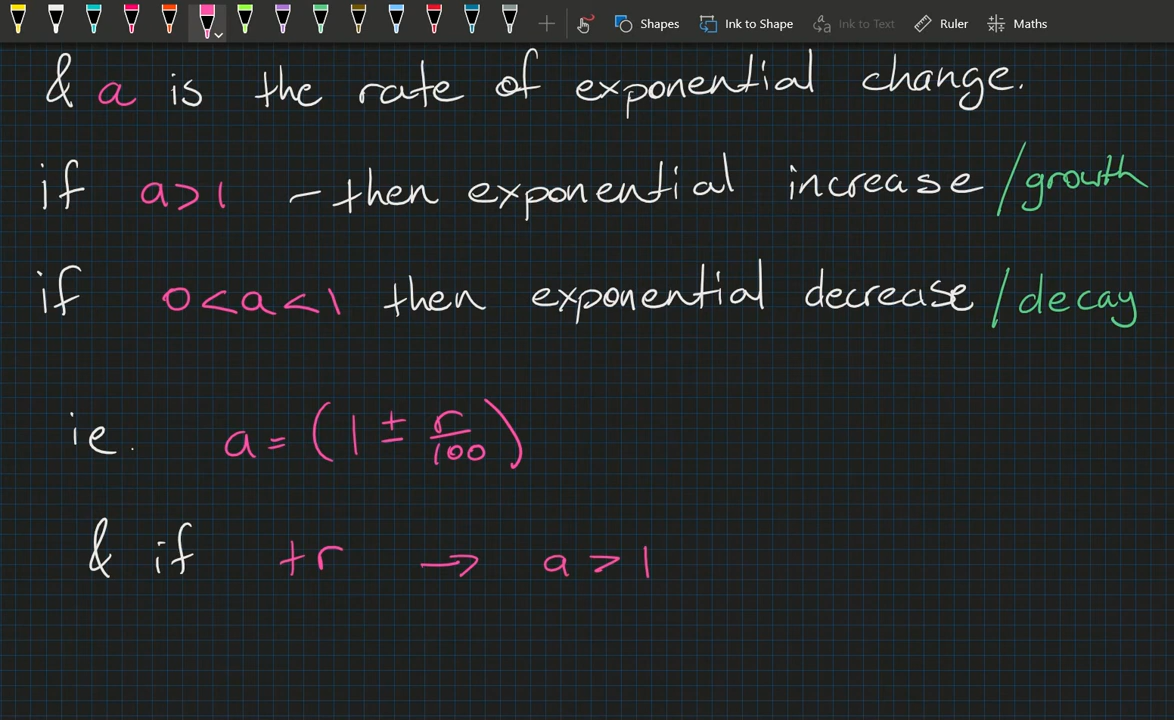 Shapes Ink to Shape Ink to Text Ruler Maths
& a is the rate of exponential change.
if a>1 – then exponential increase /growth
if 0<a<1 then exponential decrease /decay
ie. a = (1 ± r/100)
& if +r → a > 1